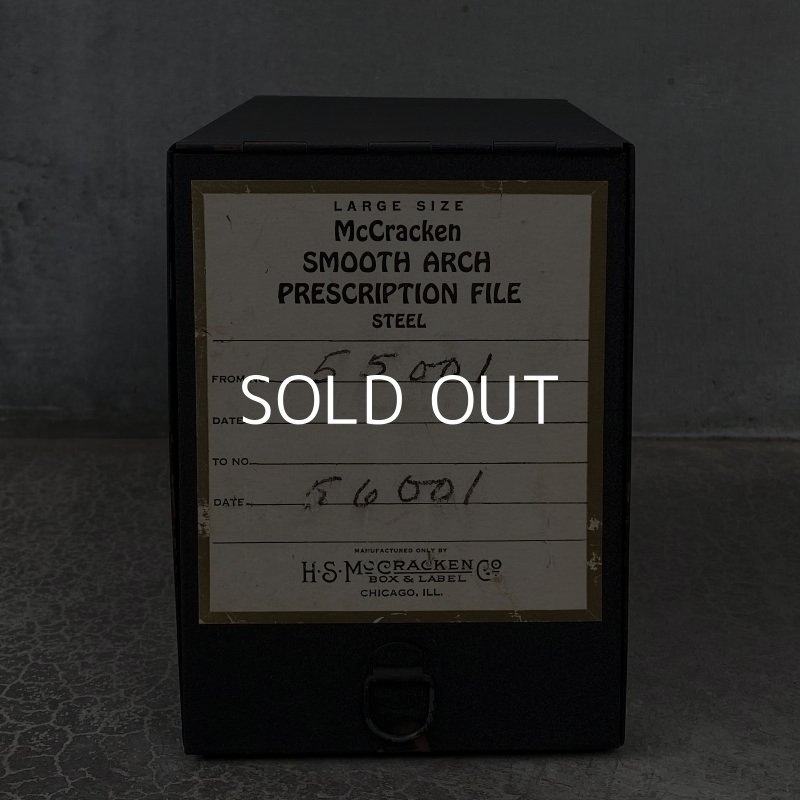 LARGE SIZE
McCracken
SMOOTH ARCH
PRESCRIPTION FILE
STEEL
FROM 55001
SOLD OUT
DATE
TO NO.
DATE 56001
MANUFACTURED ONLY BY
H·S·McCRACKEN Co
BOX & LABEL
CHICAGO, ILL.